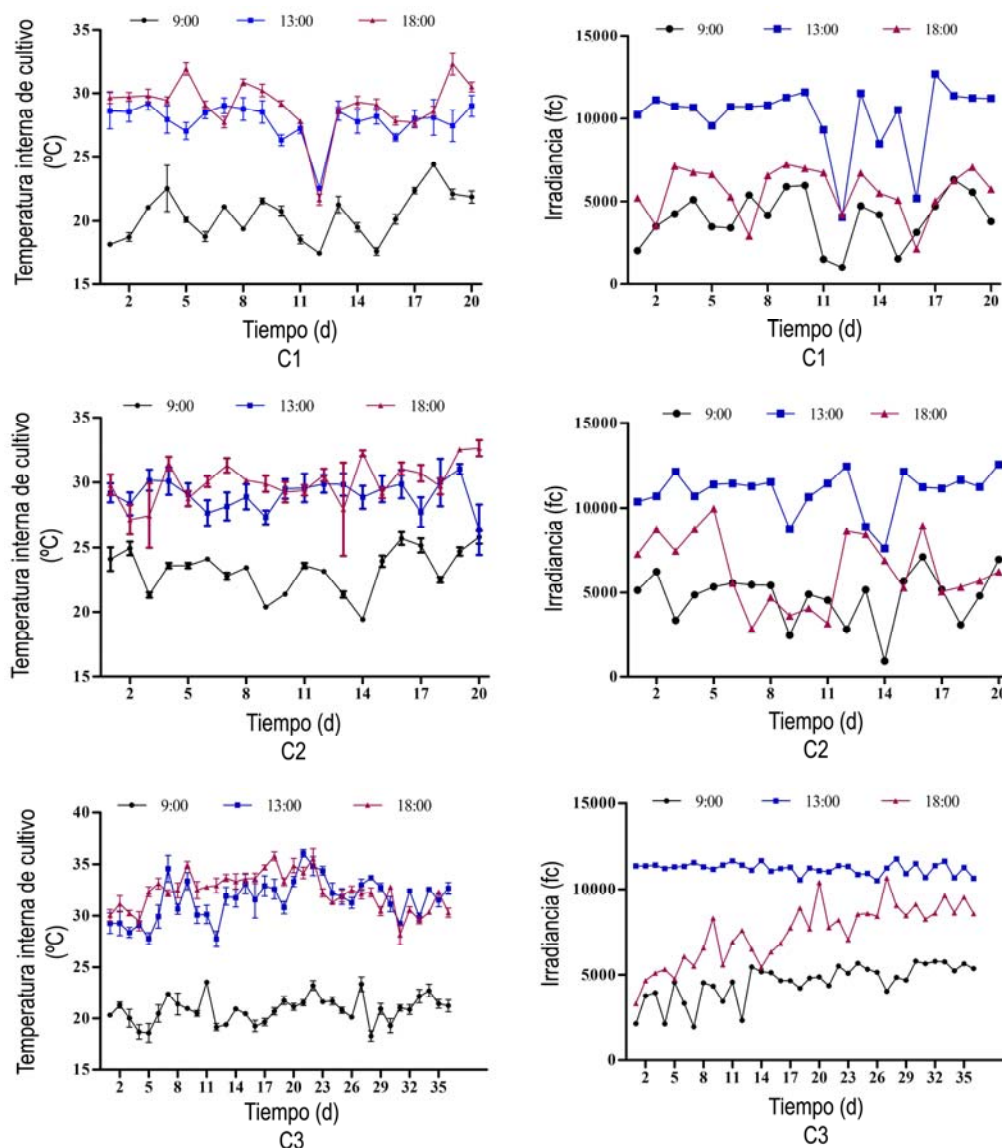 9:00 13:00 18:00
35
30
25
20
15
Temperatura interna de cultivo
(ºC)
2 5 8 11 14 17 20
Tiempo (d)
C1
9:00 13:00 18:00
15000
10000
5000
0
Irradiancia (fc)
2 5 8 11 14 17 20
Tiempo (d)
C1
9:00 13:00 18:00
35
30
25
20
15
Temperatura interna de cultivo
(ºC)
2 5 8 11 14 17 20
Tiempo (d)
C2
9:00 13:00 18:00
15000
10000
5000
0
Irradiancia (fc)
2 5 8 11 14 17 20
Tiempo (d)
C2
9:00 13:00 18:00
40
35
30
25
20
15
Temperatura interna de cultivo
(ºC)
2 5 8 11 14 17 20 23 26 29 32 35
Tiempo (d)
C3
9:00 13:00 18:00
15000
10000
5000
0
Irradiancia (fc)
2 5 8 11 14 17 20 23 26 29 32 35
Tiempo (d)
C3